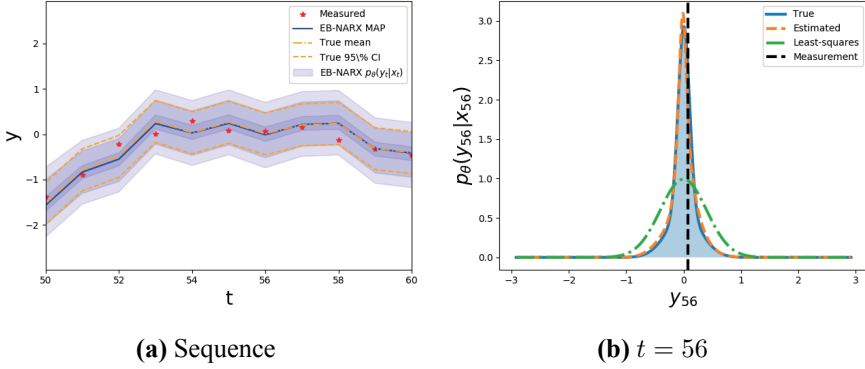 Measured
EB-NARX MAP
True mean
True 95\% CI
EB-NARX pθ(yt|xt)
2
1
0
−1
−2
y
50
52
54
56
58
60
t
(a) Sequence
True
Estimated
Least-squares
Measurement
3.0
2.5
2.0
1.5
1.0
0.5
0.0
pθ(y56|x56)
−3
−2
−1
0
1
2
3
y56
(b) t = 56